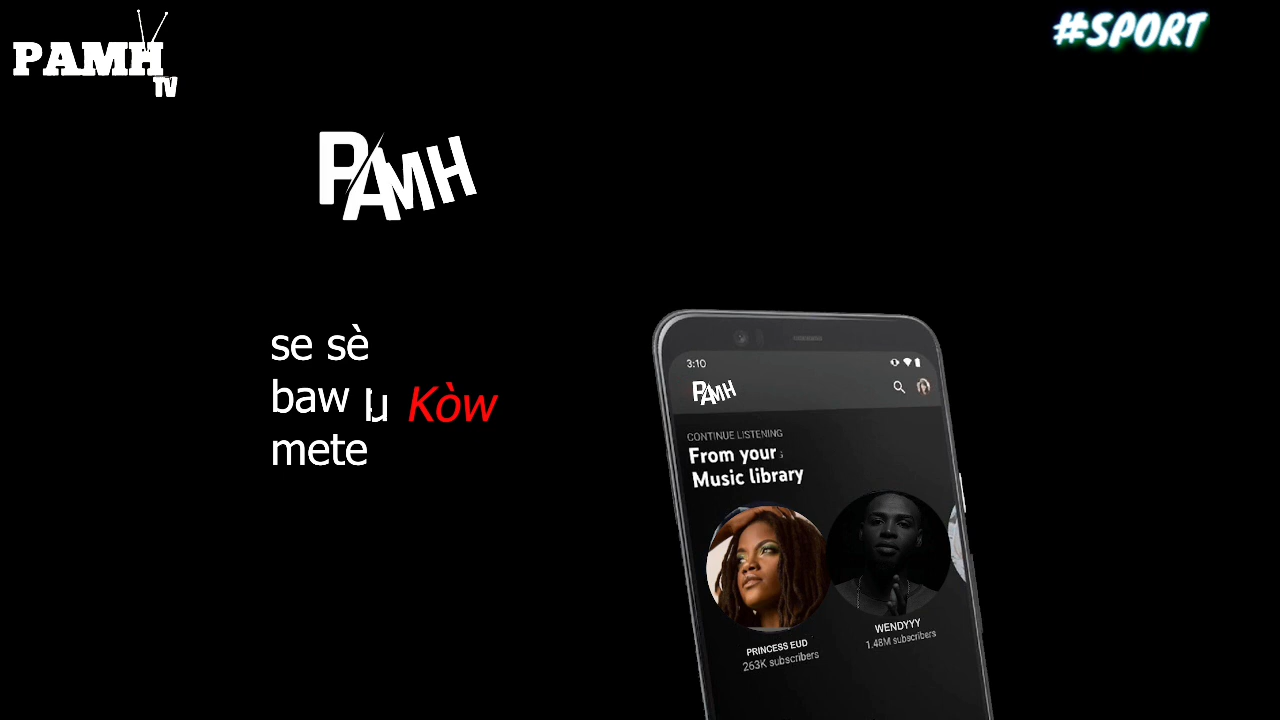 PAMH
TV
#SPORT
PAMH
se sè
baw
Kòw
mete
3:10
PAMH
CONTINUE LISTENING
From your
Music library
PRINCESS EUD
263K subscribers
WENDYYY
1.48M subscribers